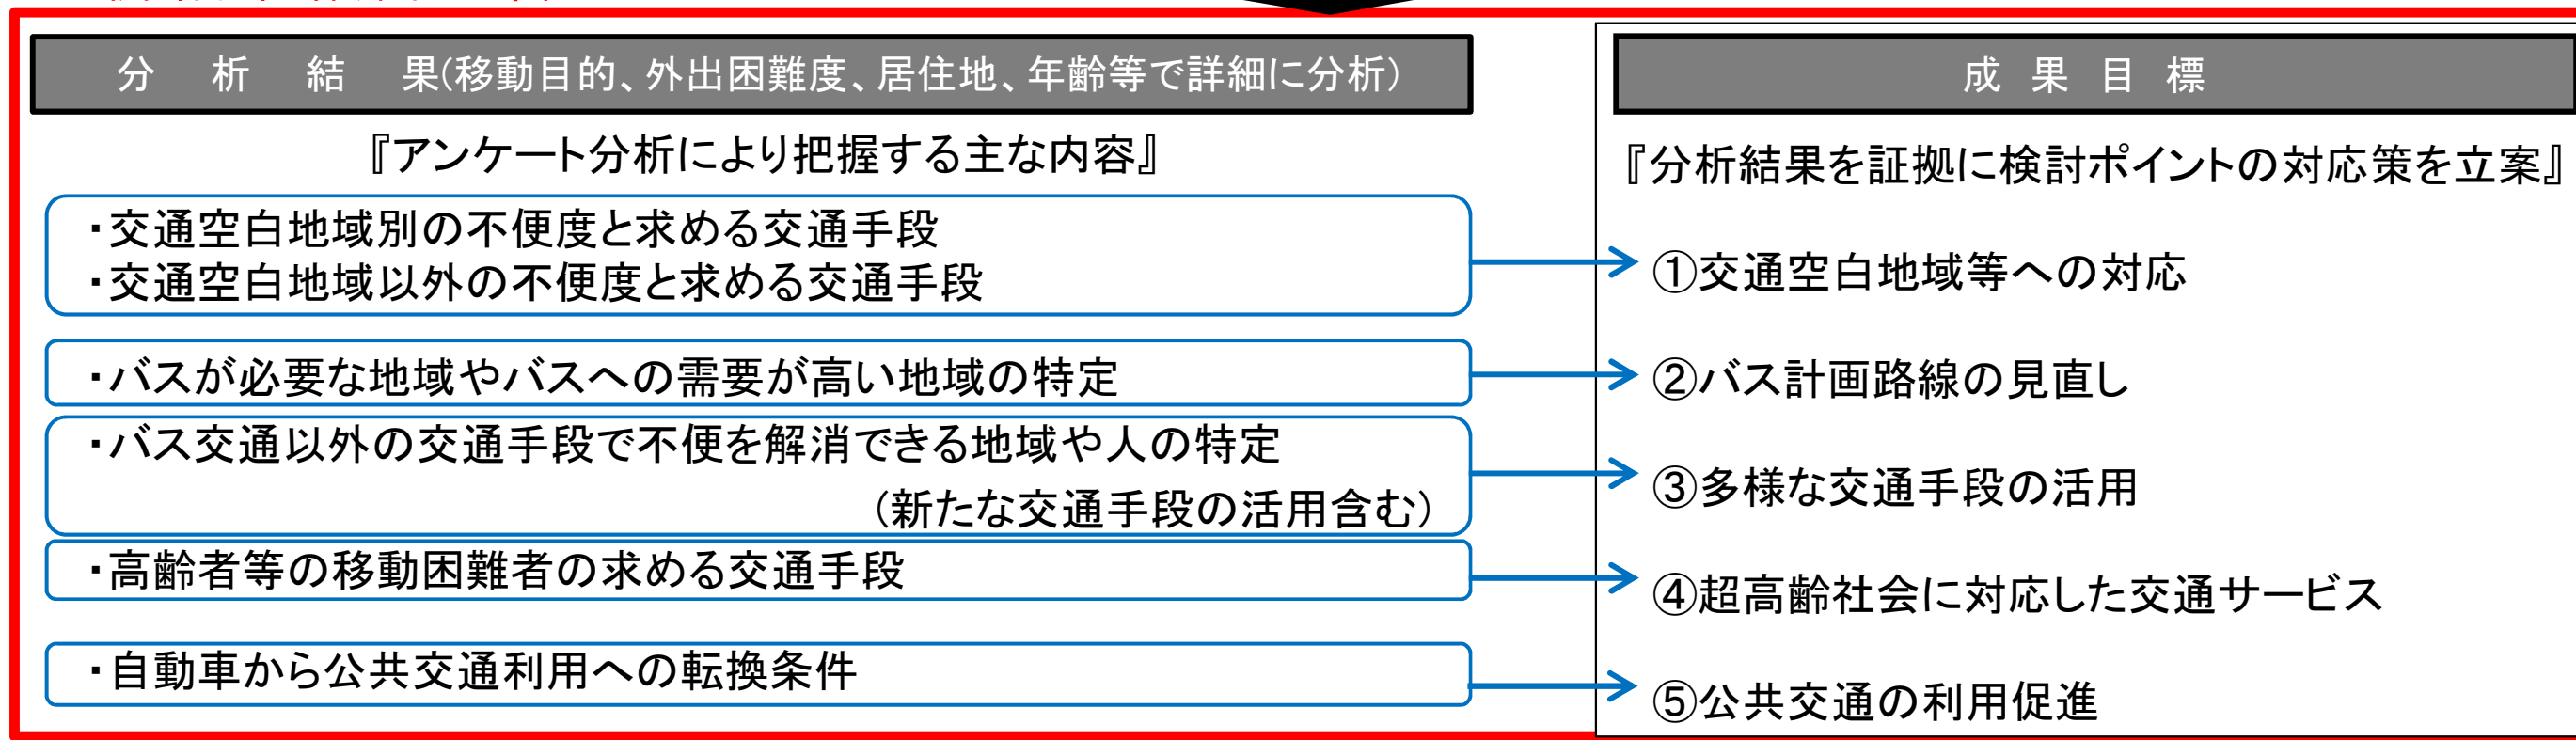 分析結果(移動目的、外出困難度、居住地、年齢等で詳細に分析)
『アンケート分析により把握する主な内容』
・交通空白地域別の不便度と求める交通手段
・交通空白地域以外の不便度と求める交通手段
・バスが必要な地域やバスへの需要が高い地域の特定
・バス交通以外の交通手段で不便を解消できる地域や人の特定
(新たな交通手段の活用含む)
・高齢者等の移動困難者の求める交通手段
・自動車から公共交通利用への転換条件
成果目標
『分析結果を証拠に検討ポイントの対応策を立案』
①交通空白地域等への対応
②バス計画路線の見直し
③多様な交通手段の活用
④超高齢社会に対応した交通サービス
⑤公共交通の利用促進